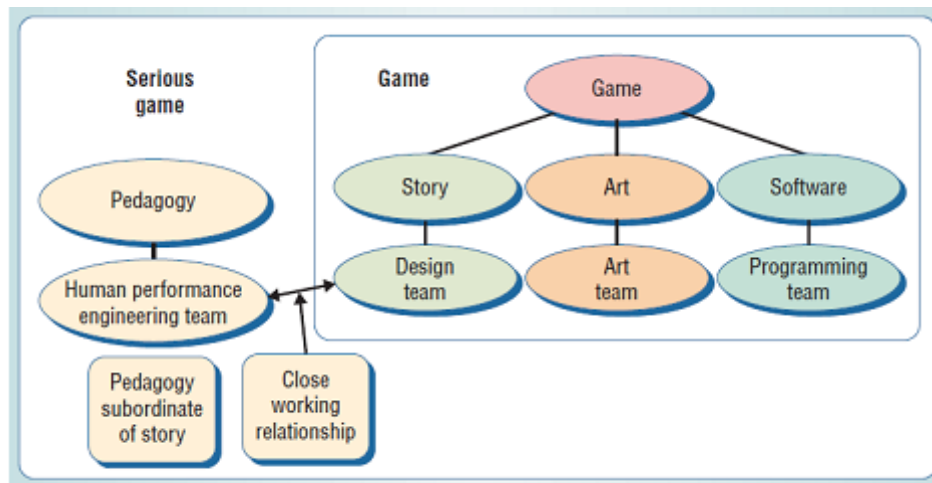 Serious
game
Game
Game
Pedagogy
Story
Art
Software
Human performance
engineering team
Design
team
Art
team
Programming
team
Pedagogy
subordinate
of story
Close
working
relationship